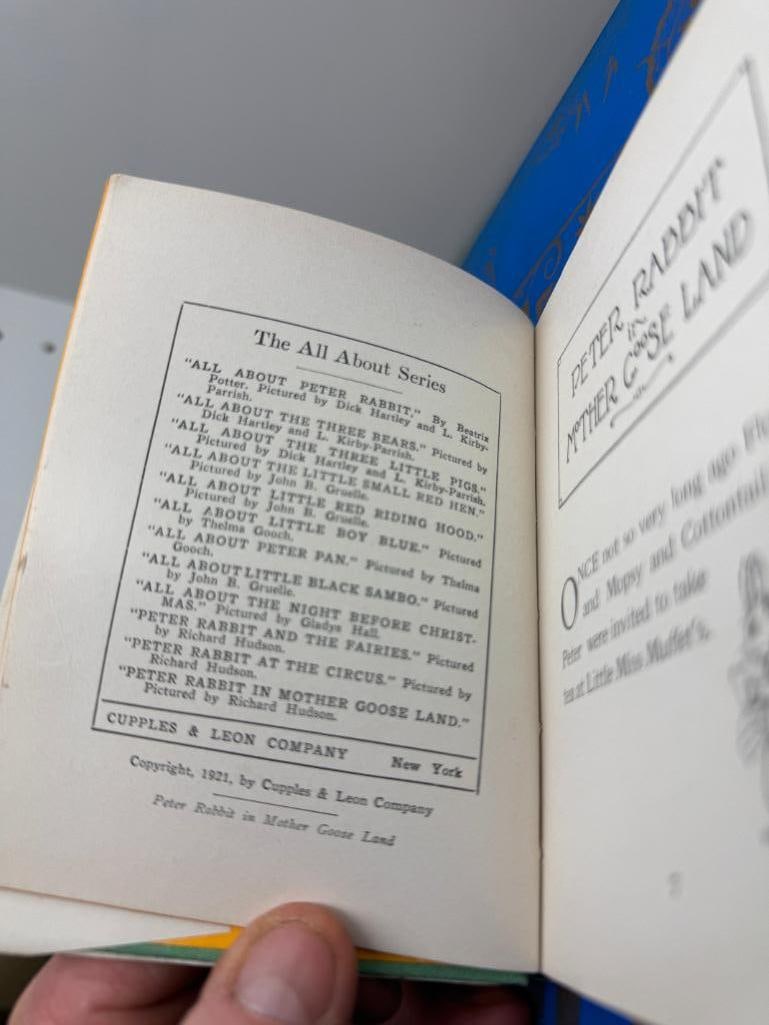 The All About Series
"ALL ABOUT PETER RABBIT." By Beatrix
Potter. Pictured by Dick Hartley and L. Kirby-
Parrish.
"ALL ABOUT THE THREE BEARS." Pictured by
Dick Hartley and L. Kirby-Parrish.
"ALL ABOUT THE THREE LITTLE PIGS."
Pictured by Dick Hartley and L. Kirby-Parrish.
"ALL ABOUT THE LITTLE SMALL RED HEN."
Pictured by John B. Gruelle.
"ALL ABOUT LITTLE RED RIDING HOOD."
Pictured by John B. Gruelle.
"ALL ABOUT LITTLE BOY BLUE." Pictured
by Thelma Gooch.
"ALL ABOUT PETER PAN." Pictured by Thelma
Gooch.
"ALL ABOUT LITTLE BLACK SAMBO." Pictured
by John B. Gruelle.
"ALL ABOUT THE NIGHT BEFORE CHRIST-
MAS." Pictured by Gladys Hall.
"PETER RABBIT AND THE FAIRIES." Pictured
by Richard Hudson.
"PETER RABBIT AT THE CIRCUS." Pictured by
Richard Hudson.
"PETER RABBIT IN MOTHER GOOSE LAND."
Pictured by Richard Hudson.
CUPPLES & LEON COMPANY New York
Copyright, 1921, by Cupples & Leon Company
Peter Rabbit in Mother Goose Land
PETER RABBIT
IN
MOTHER GOOSE LAND
ONCE not so very long ago
and Mopsy and Cottontail
Peter were invited to take
tea at Little Miss Muffet's.